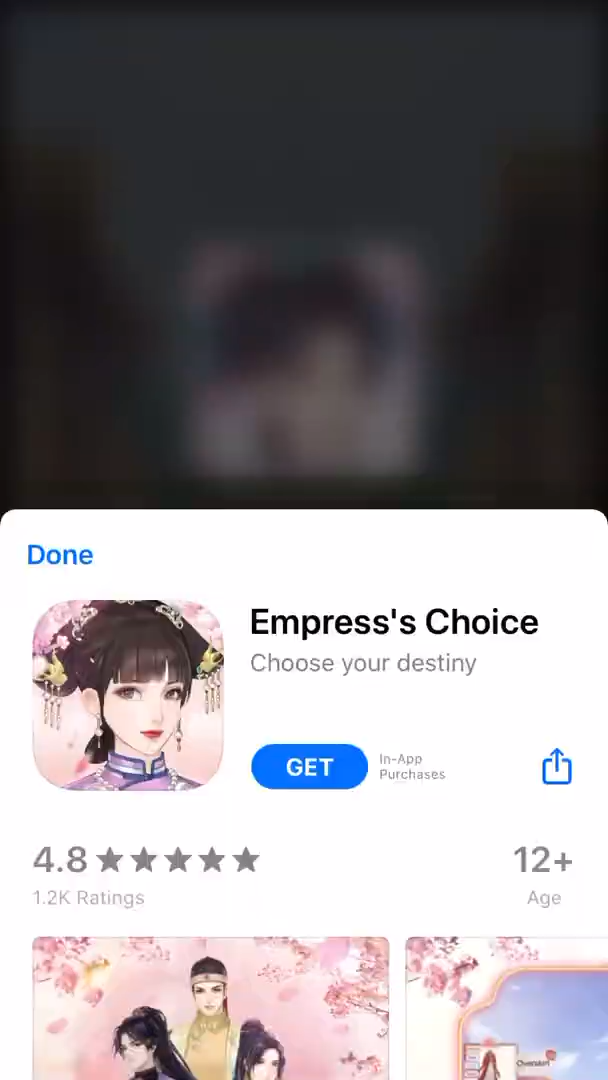 Done
Empress's Choice
Choose your destiny
GET
In-App
Purchases
4.8
12+
1.2K Ratings
Age